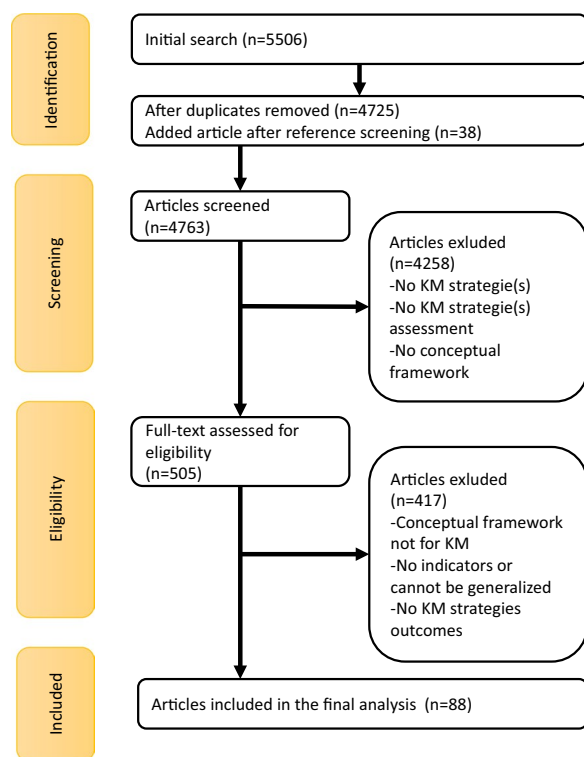 Identification
Initial search (n=5506)
After duplicates removed (n=4725)
Added article after reference screening (n=38)
Screening
Articles screened
(n=4763)
Articles exluded
(n=4258)
-No KM strategie(s)
-No KM strategie(s)
assessment
-No conceptual
framework
Eligibility
Full-text assessed for
eligibility
(n=505)
Articles exluded
(n=417)
-Conceptual framework
not for KM
-No indicators or
cannot be generalized
-No KM strategies
outcomes
Included
Articles included in the final analysis (n=88)